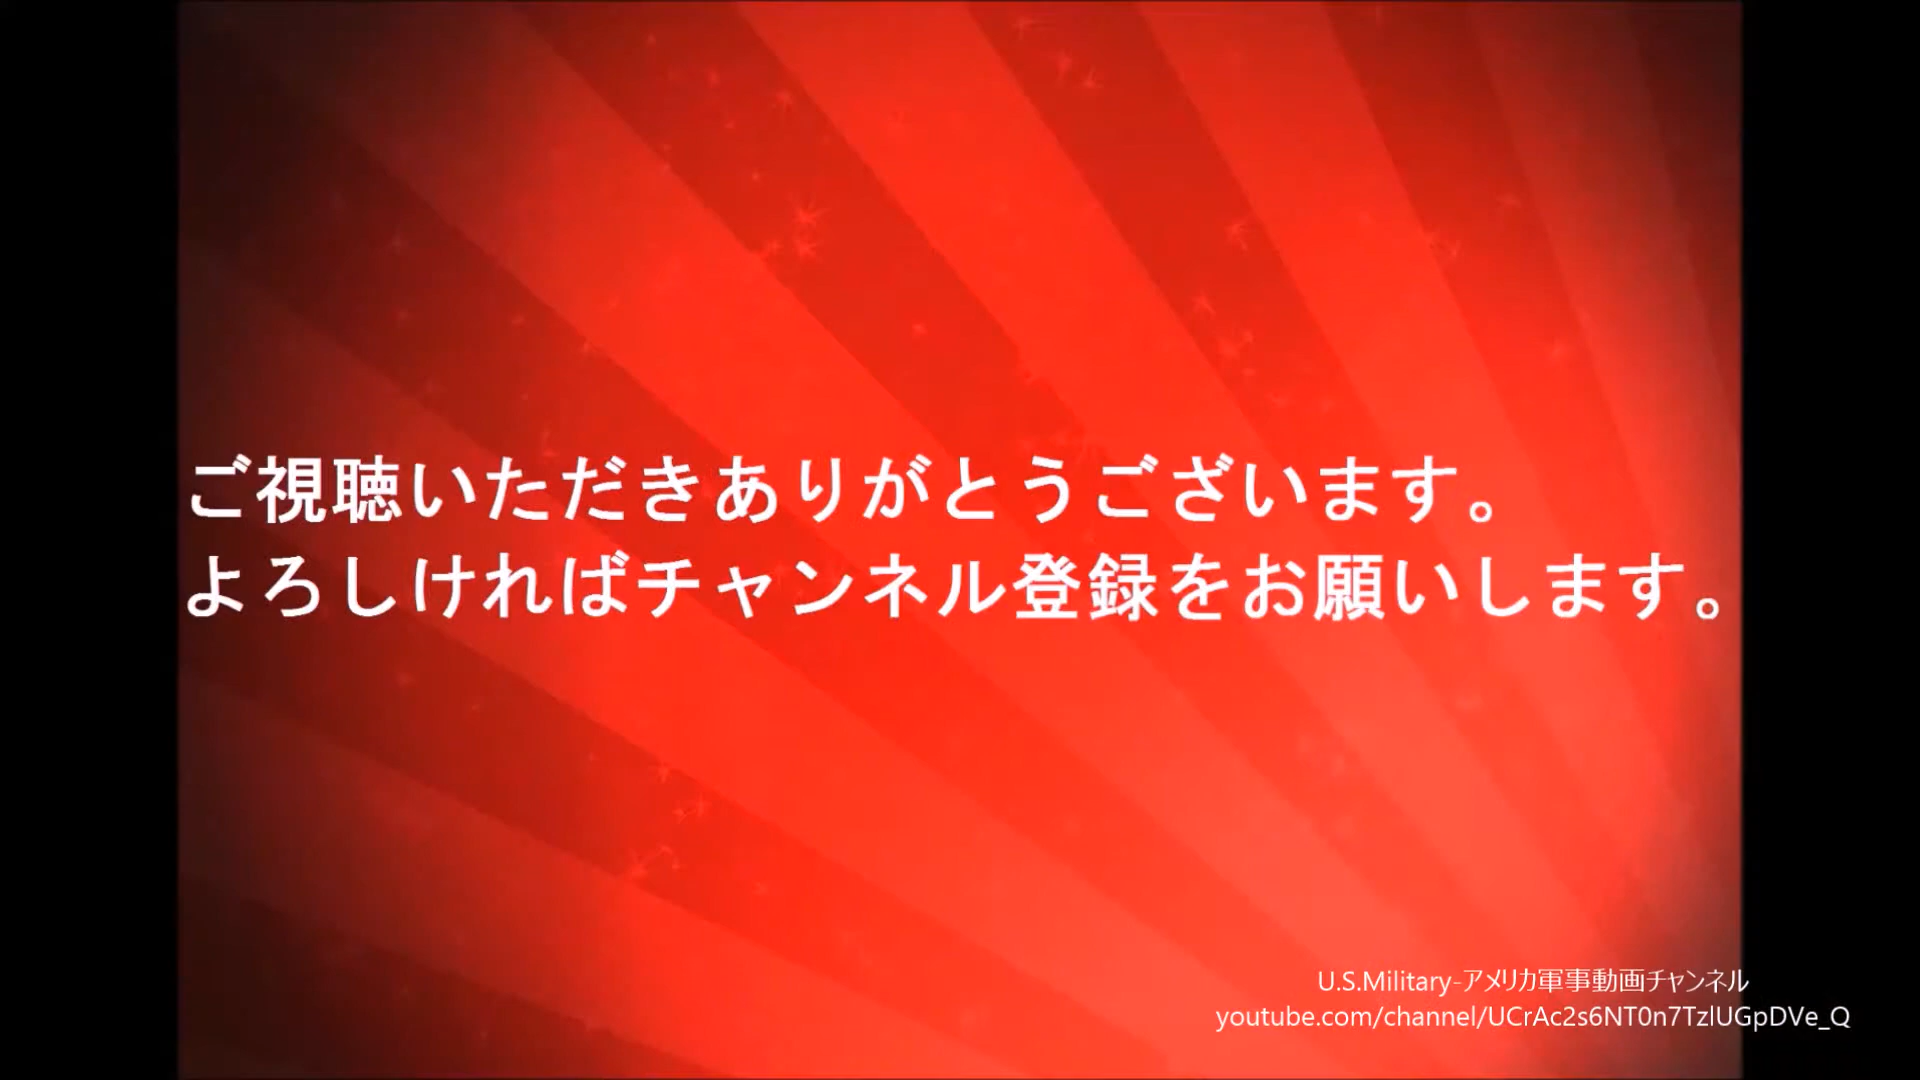 ご視聴いただきありがとうございます。
よろしければチャンネル登録をお願いします。
U.S.Military-アメリカ軍事動画チャンネル
youtube.com/channel/UCrAc2s6NT0n7TzlUGpDVe_Q